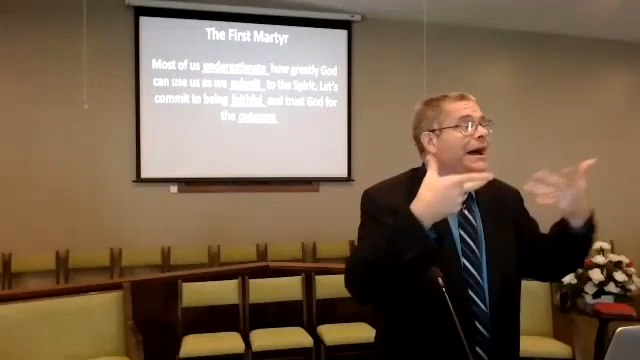 The First Martyr
Most of us underestimate how greatly God
can use us as we submit to the Spirit. Let's
commit to being faithful and trust God for
the outcome